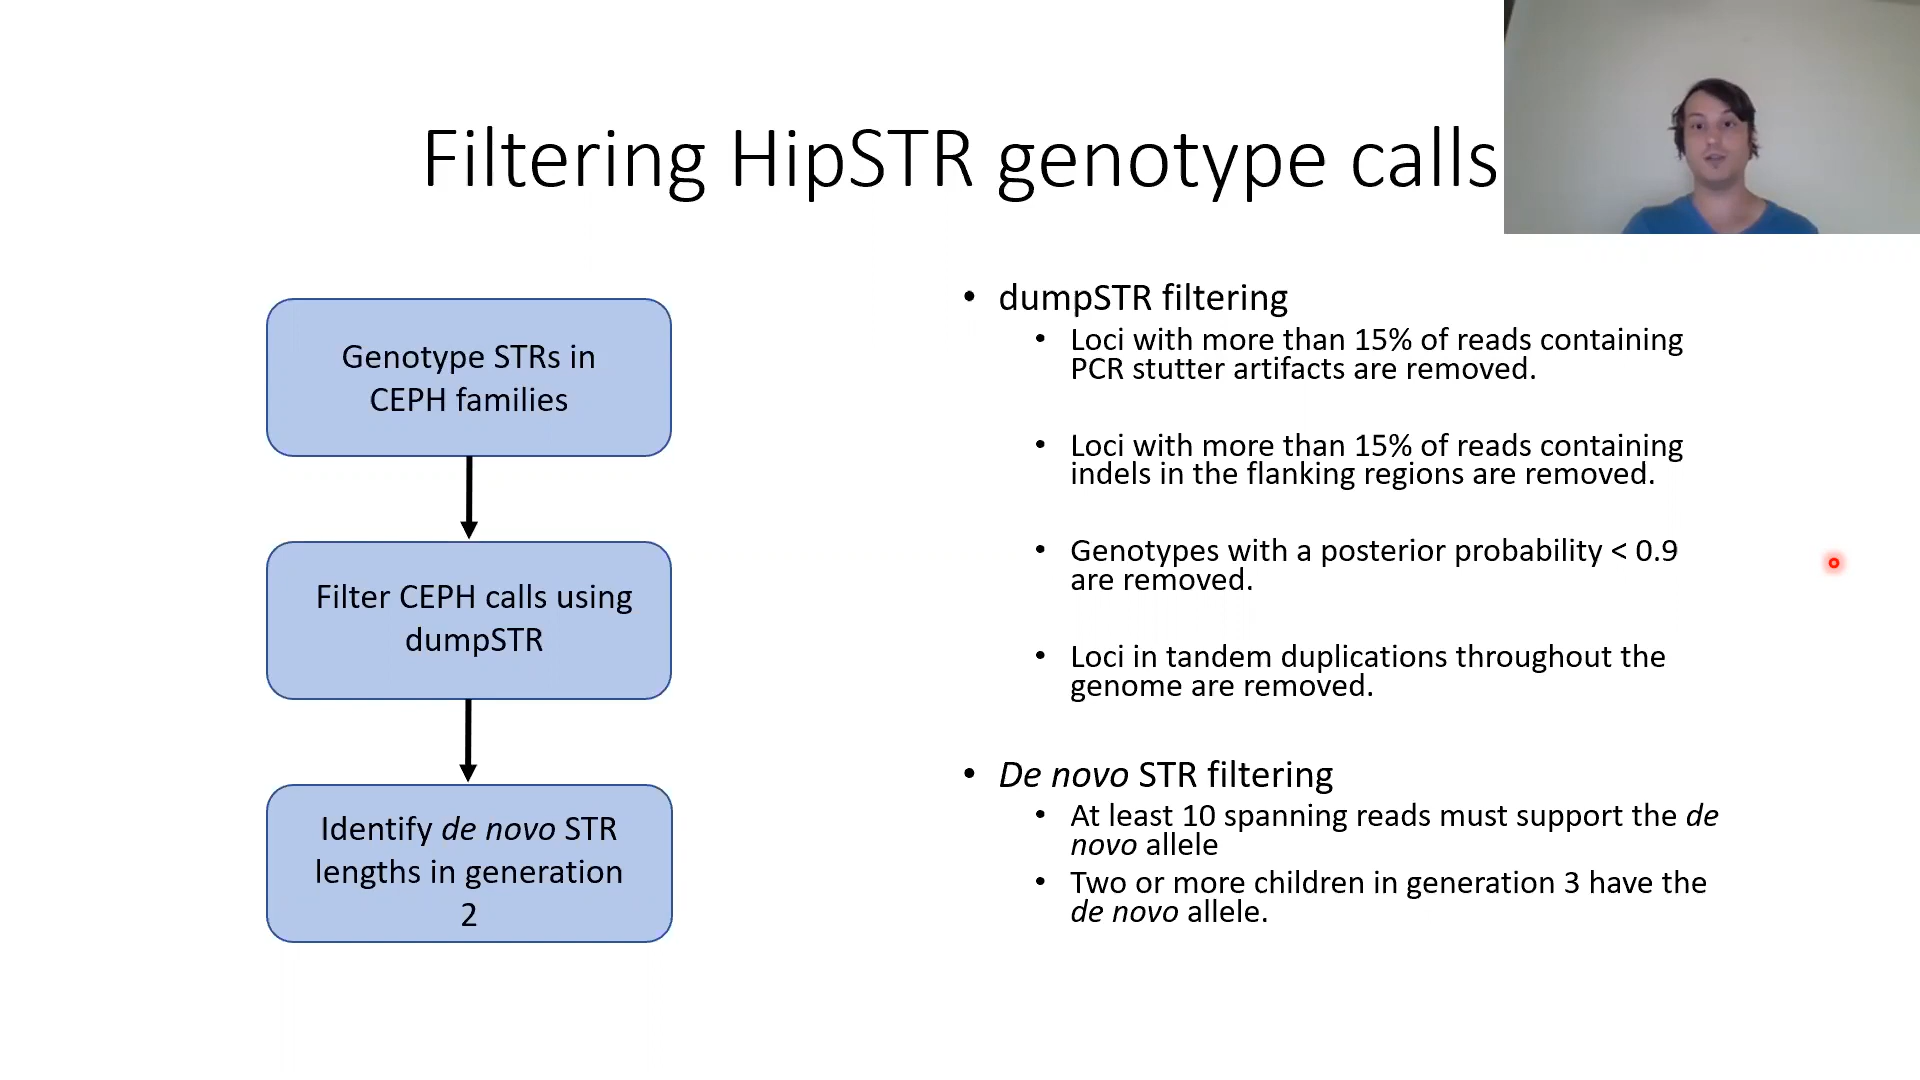 Filtering HipSTR genotype calls
Genotype STRs in
CEPH families
Filter CEPH calls using
dumpSTR
Identify de novo STR
lengths in generation
2
• dumpSTR filtering
• Loci with more than 15% of reads containing
PCR stutter artifacts are removed.
• Loci with more than 15% of reads containing
indels in the flanking regions are removed.
• Genotypes with a posterior probability < 0.9
are removed.
• Loci in tandem duplications throughout the
genome are removed.
• De novo STR filtering
• At least 10 spanning reads must support the de
novo allele
• Two or more children in generation 3 have the
de novo allele.